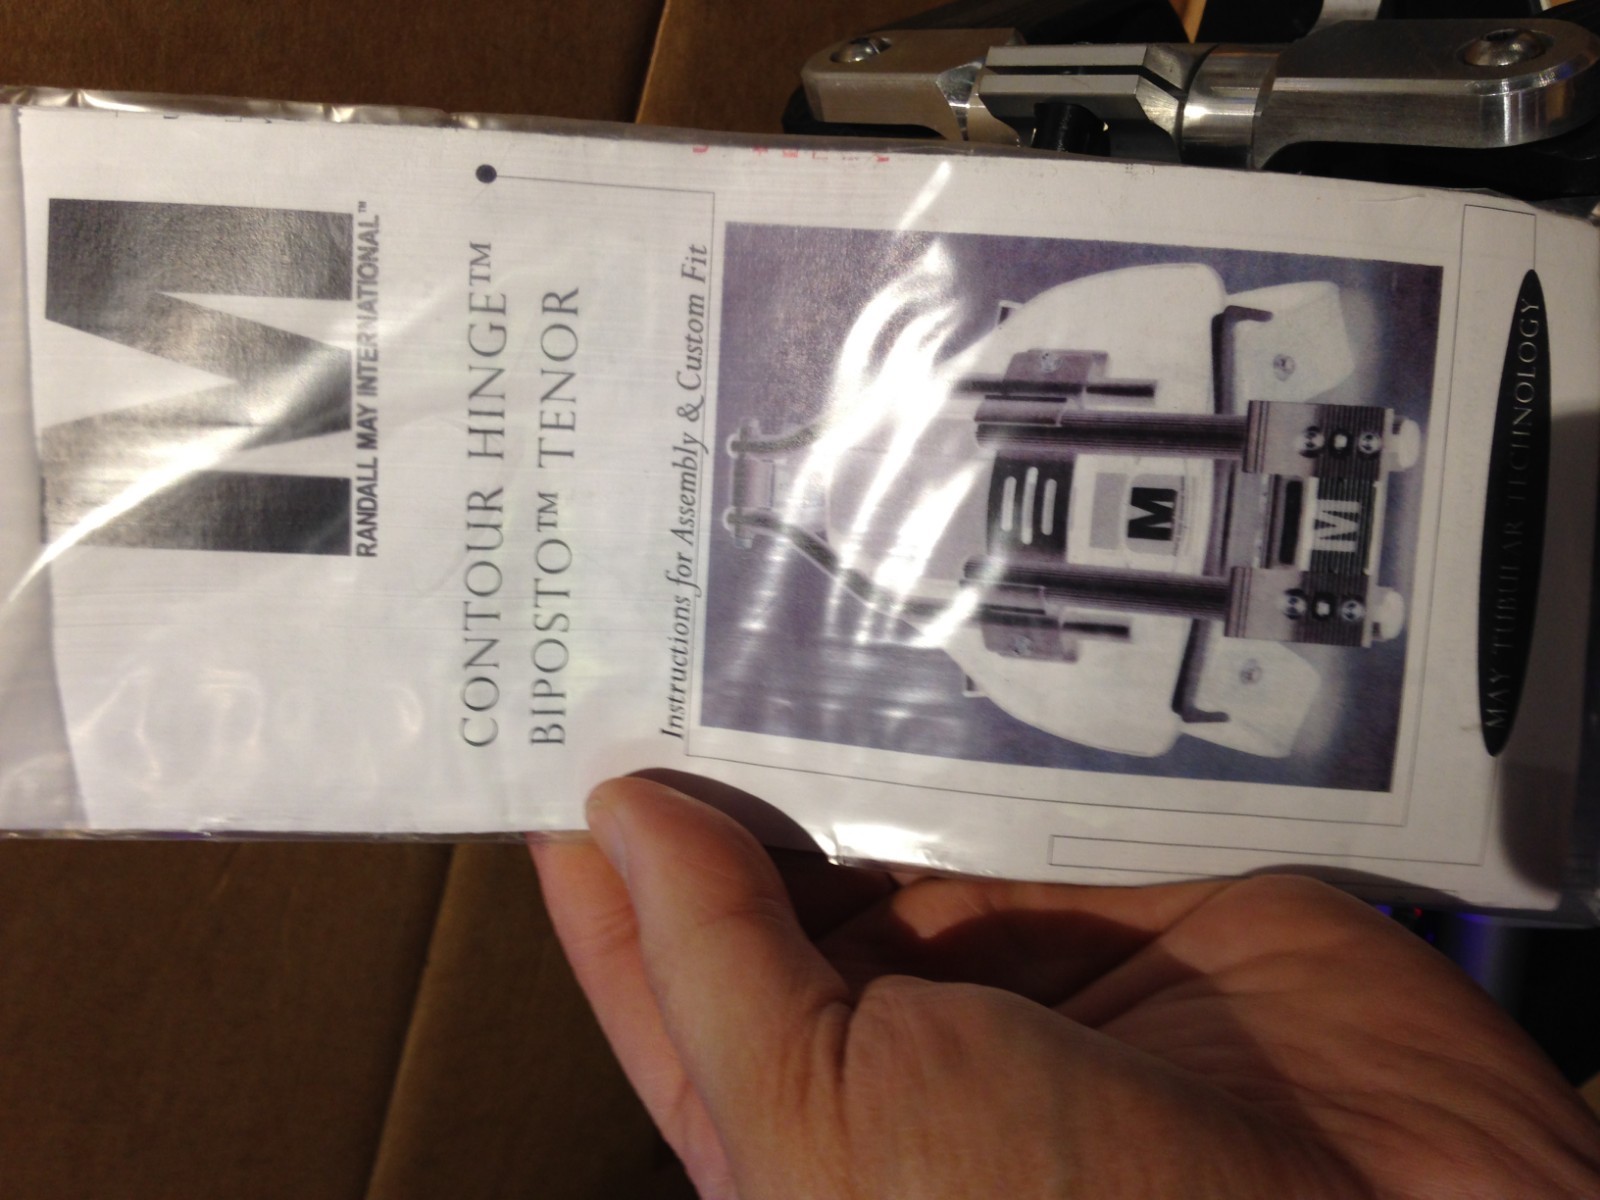 M
RANDALL MAY INTERNATIONAL™
CONTOUR HINGE™
BIPOSTO™ TENOR
Instructions for Assembly & Custom Fit
M
M
MAY TUBULAR TECHNOLOGY